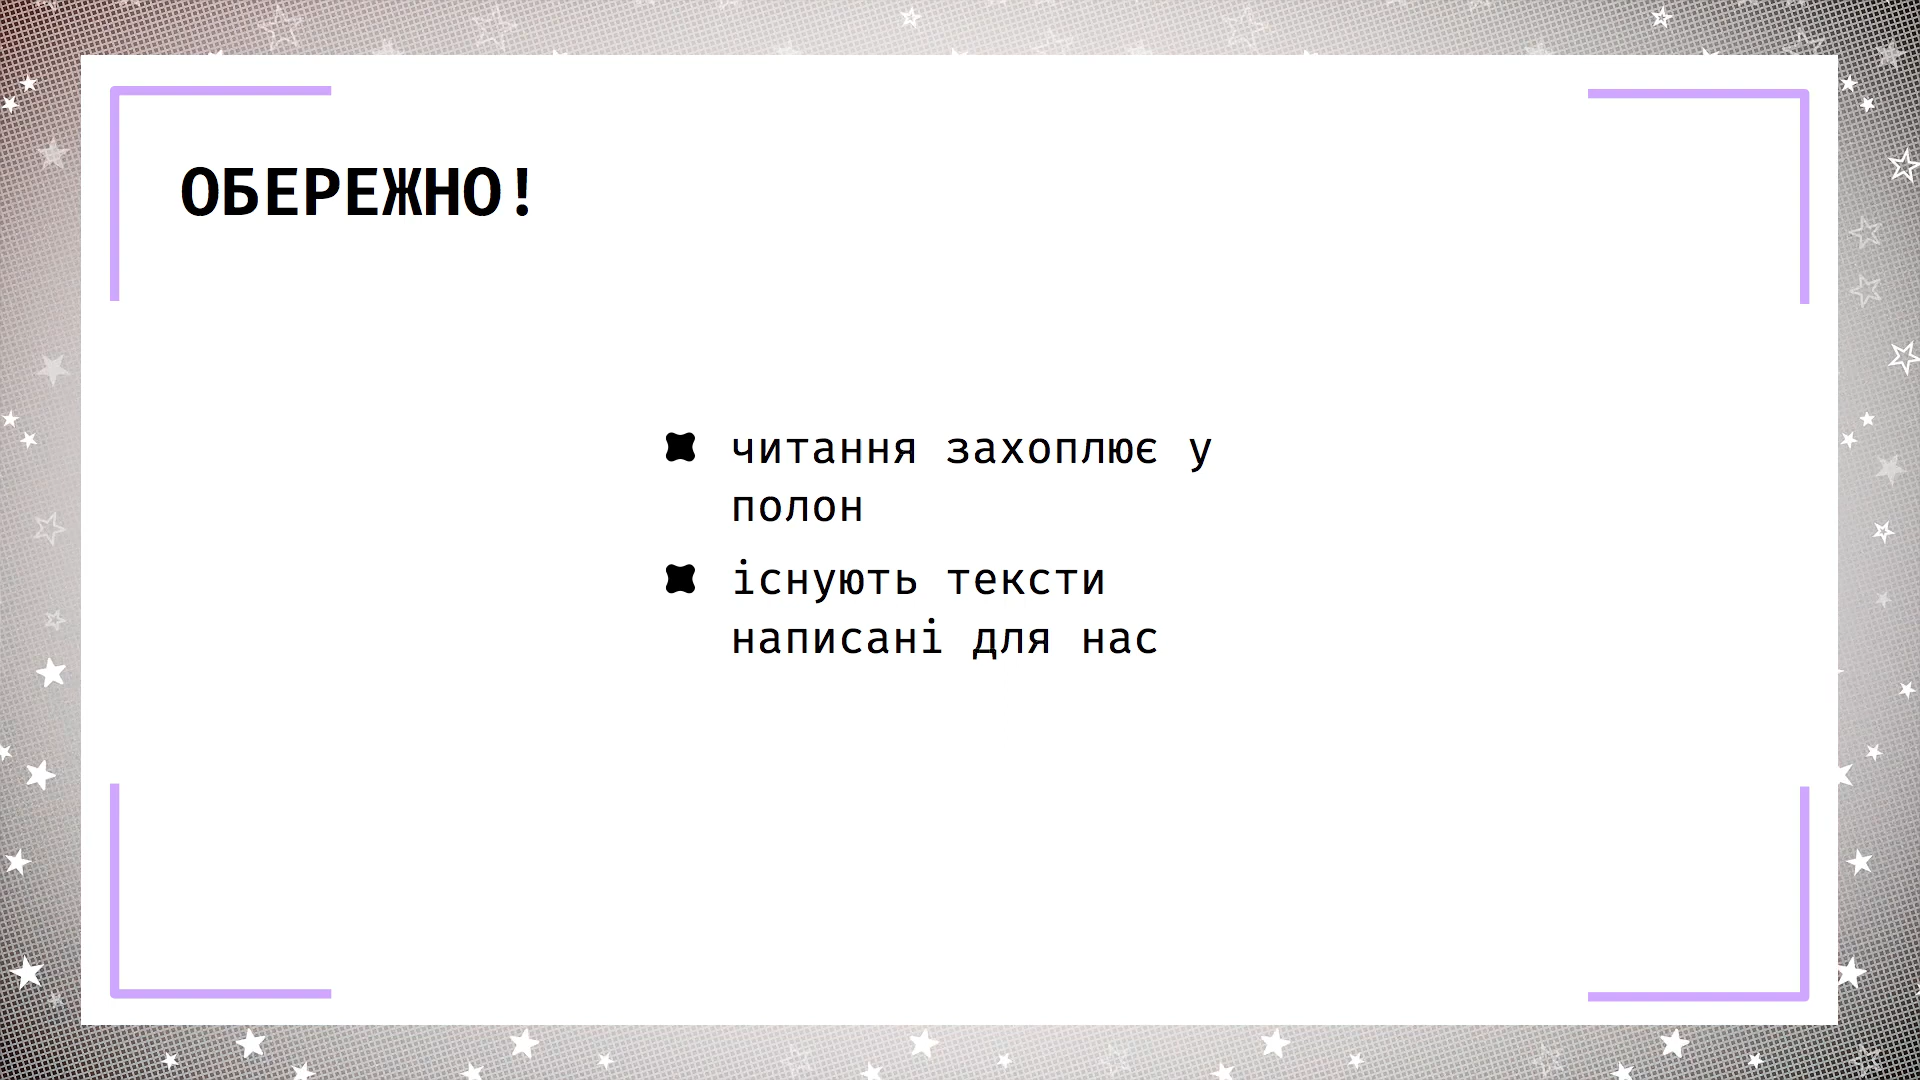 ОБЕРЕЖНО!
читання захоплює у
полон
існують тексти
написані для нас